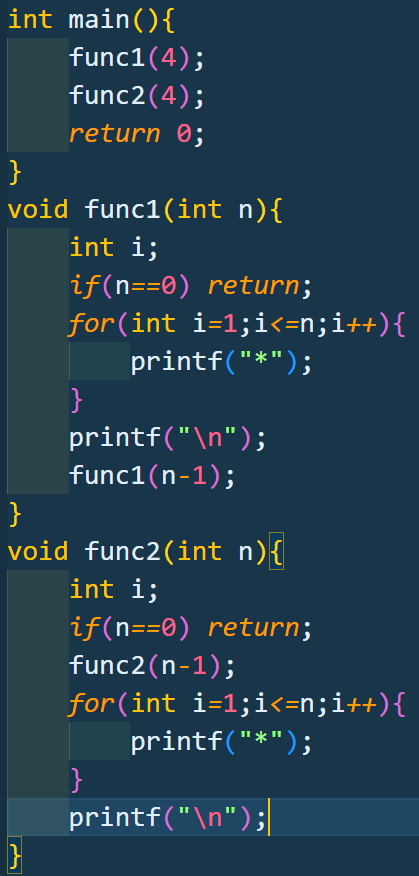 int main(){
    func1(4);
    func2(4);
    return 0;
}
void func1(int n){
    int i;
    if(n==0) return;
    for(int i=1;i<=n;i++){
        printf("*");
    }
    printf("\n");
    func1(n-1);
}
void func2(int n){
    int i;
    if(n==0) return;
    func2(n-1);
    for(int i=1;i<=n;i++){
        printf("*");
    }
    printf("\n");
}